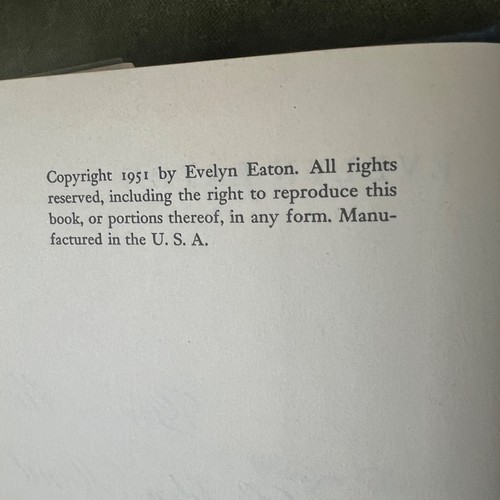 Copyright 1951 by Evelyn Eaton. All rights
reserved, including the right to reproduce this
book, or portions thereof, in any form. Manu-
factured in the U. S. A.